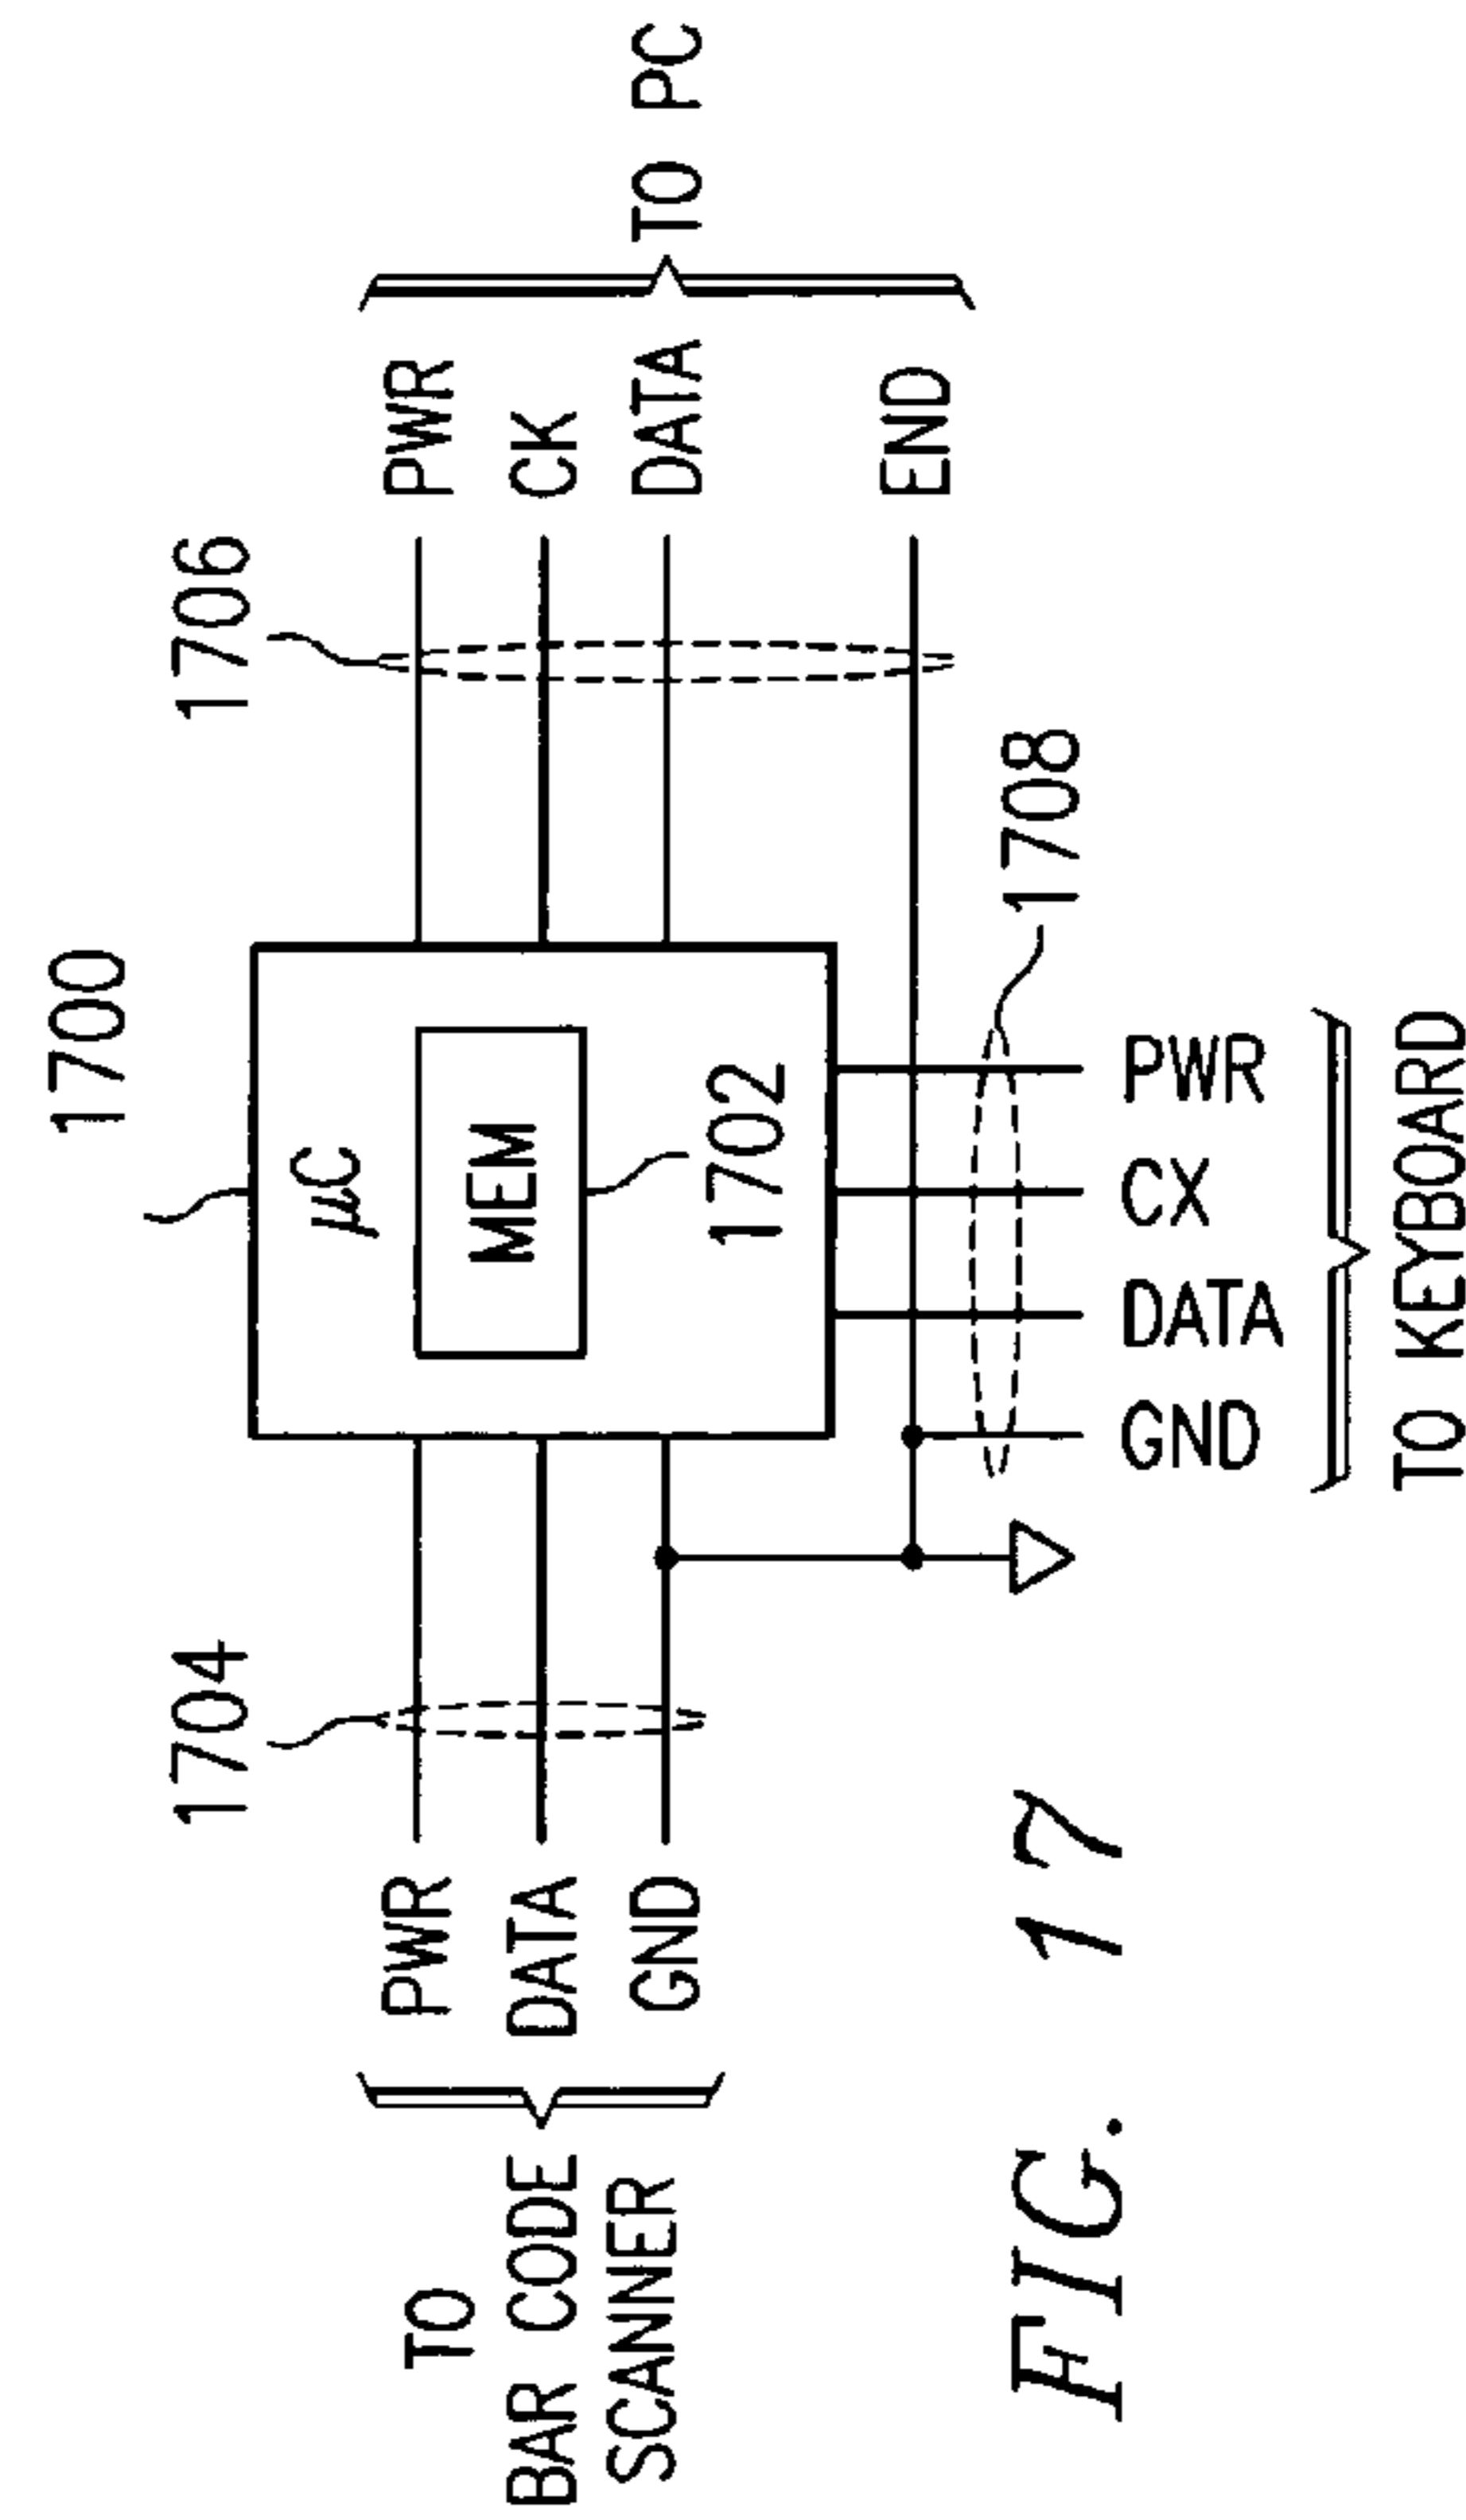 1700
1704
1706
TO
BAR CODE
SCANNER
PWR
DATA
GND
µC
MEM
1702
PWR
CK
DATA
END
TO PC
1708
GND
DATA
CX
PWR
TO KEYBOARD
FIG. 17